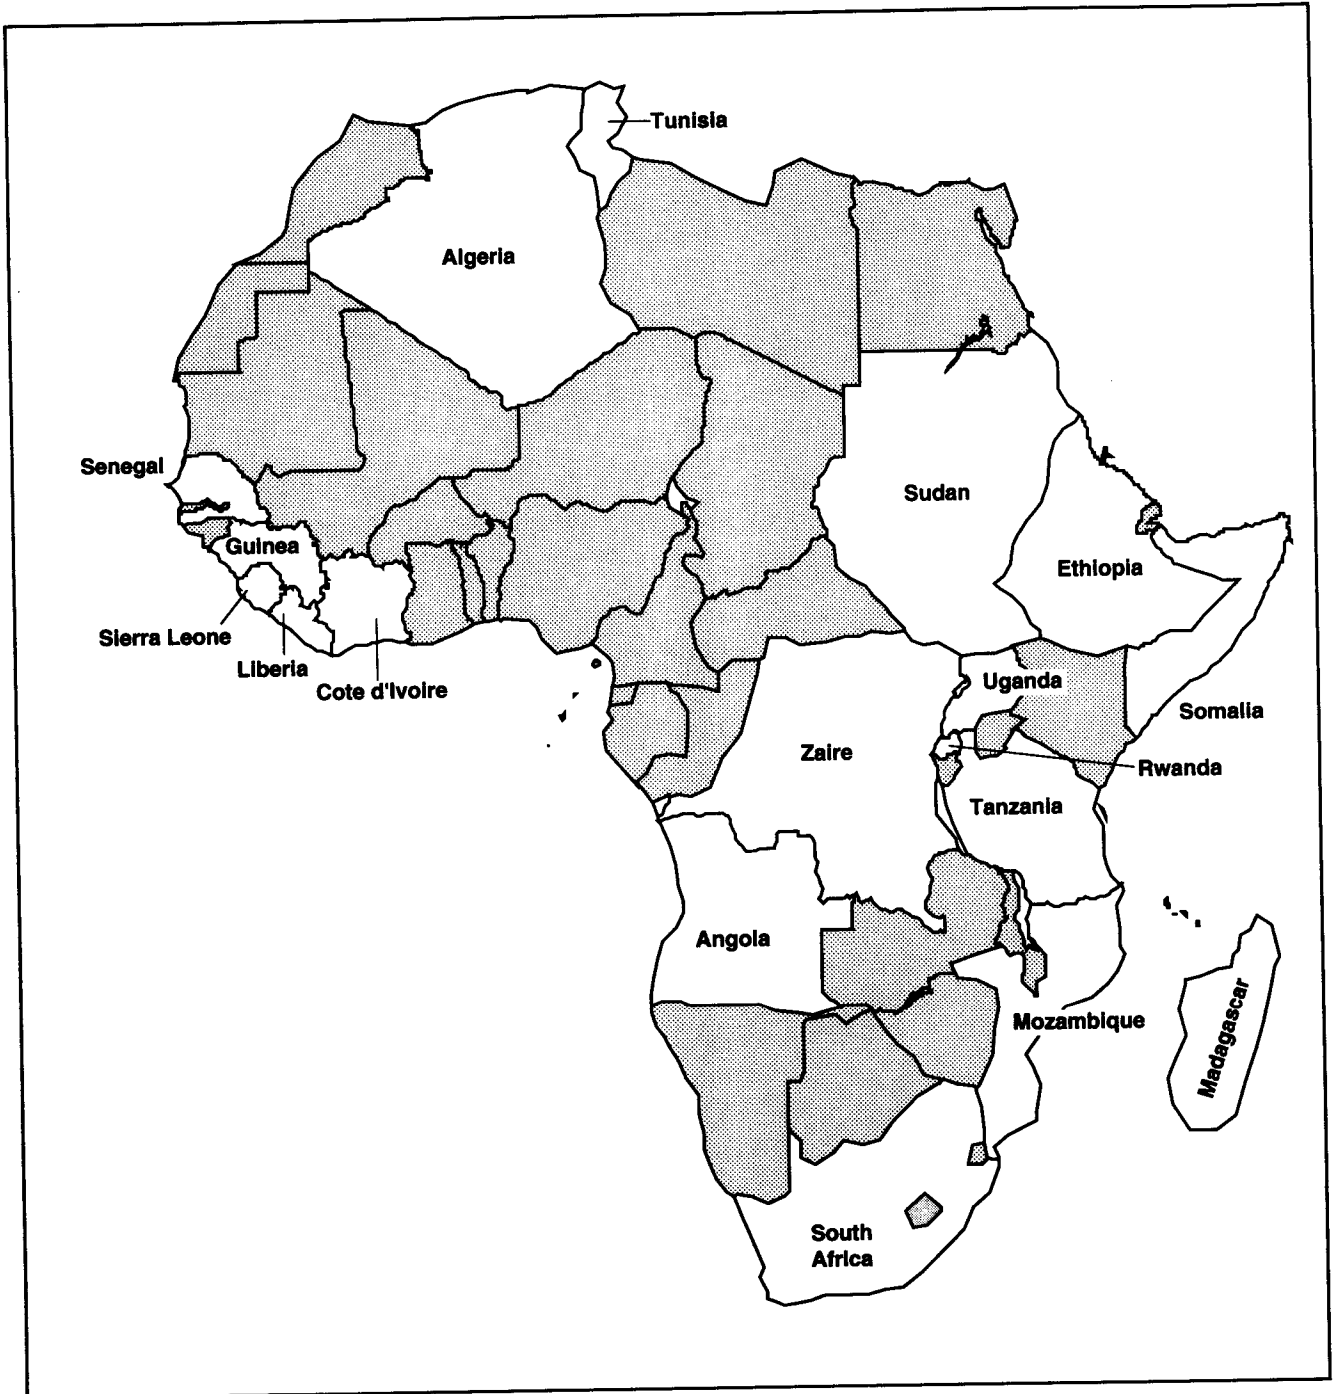 Tunisia
Algeria
Senegal
Sudan
Guinea
Ethiopia
Sierra Leone
Liberia
Cote d'Ivoire
Uganda
Somalia
Zaire
Rwanda
Tanzania
Angola
Mozambique
Madagascar
South
Africa